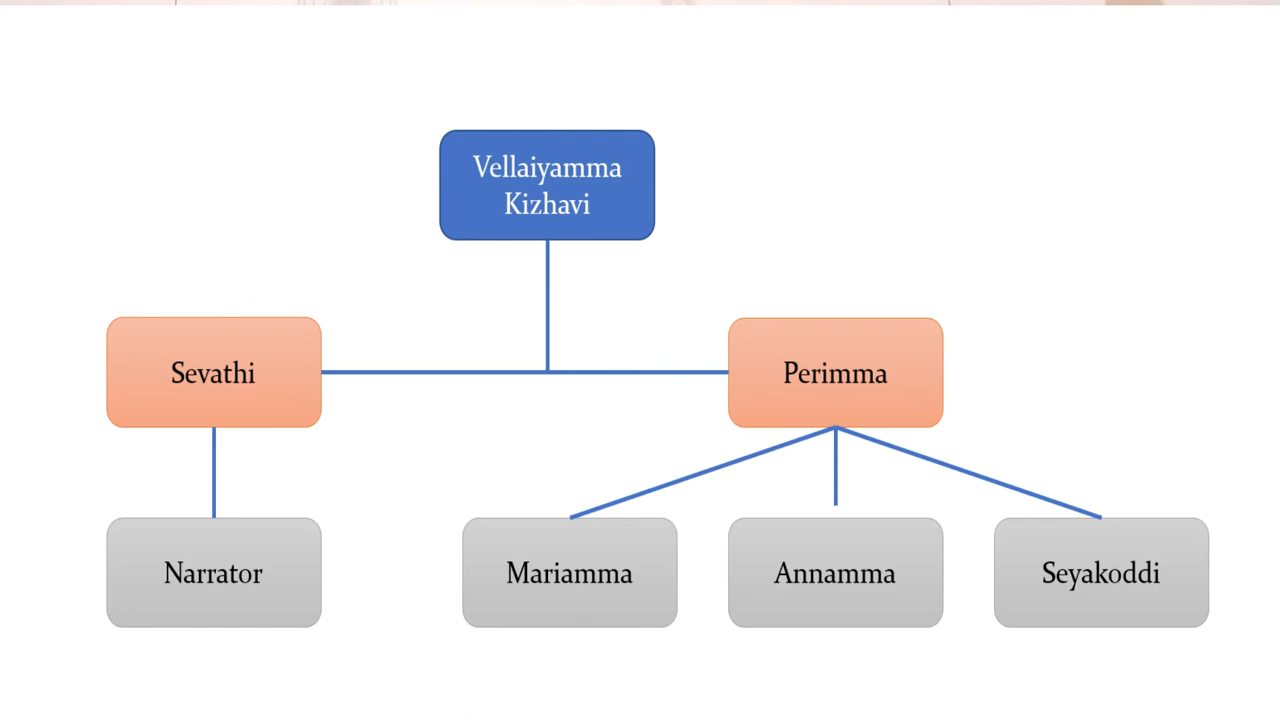 Vellaiyamma
Kizhavi
Sevathi
Perimma
Narrator
Mariamma
Annamma
Seyakoddi